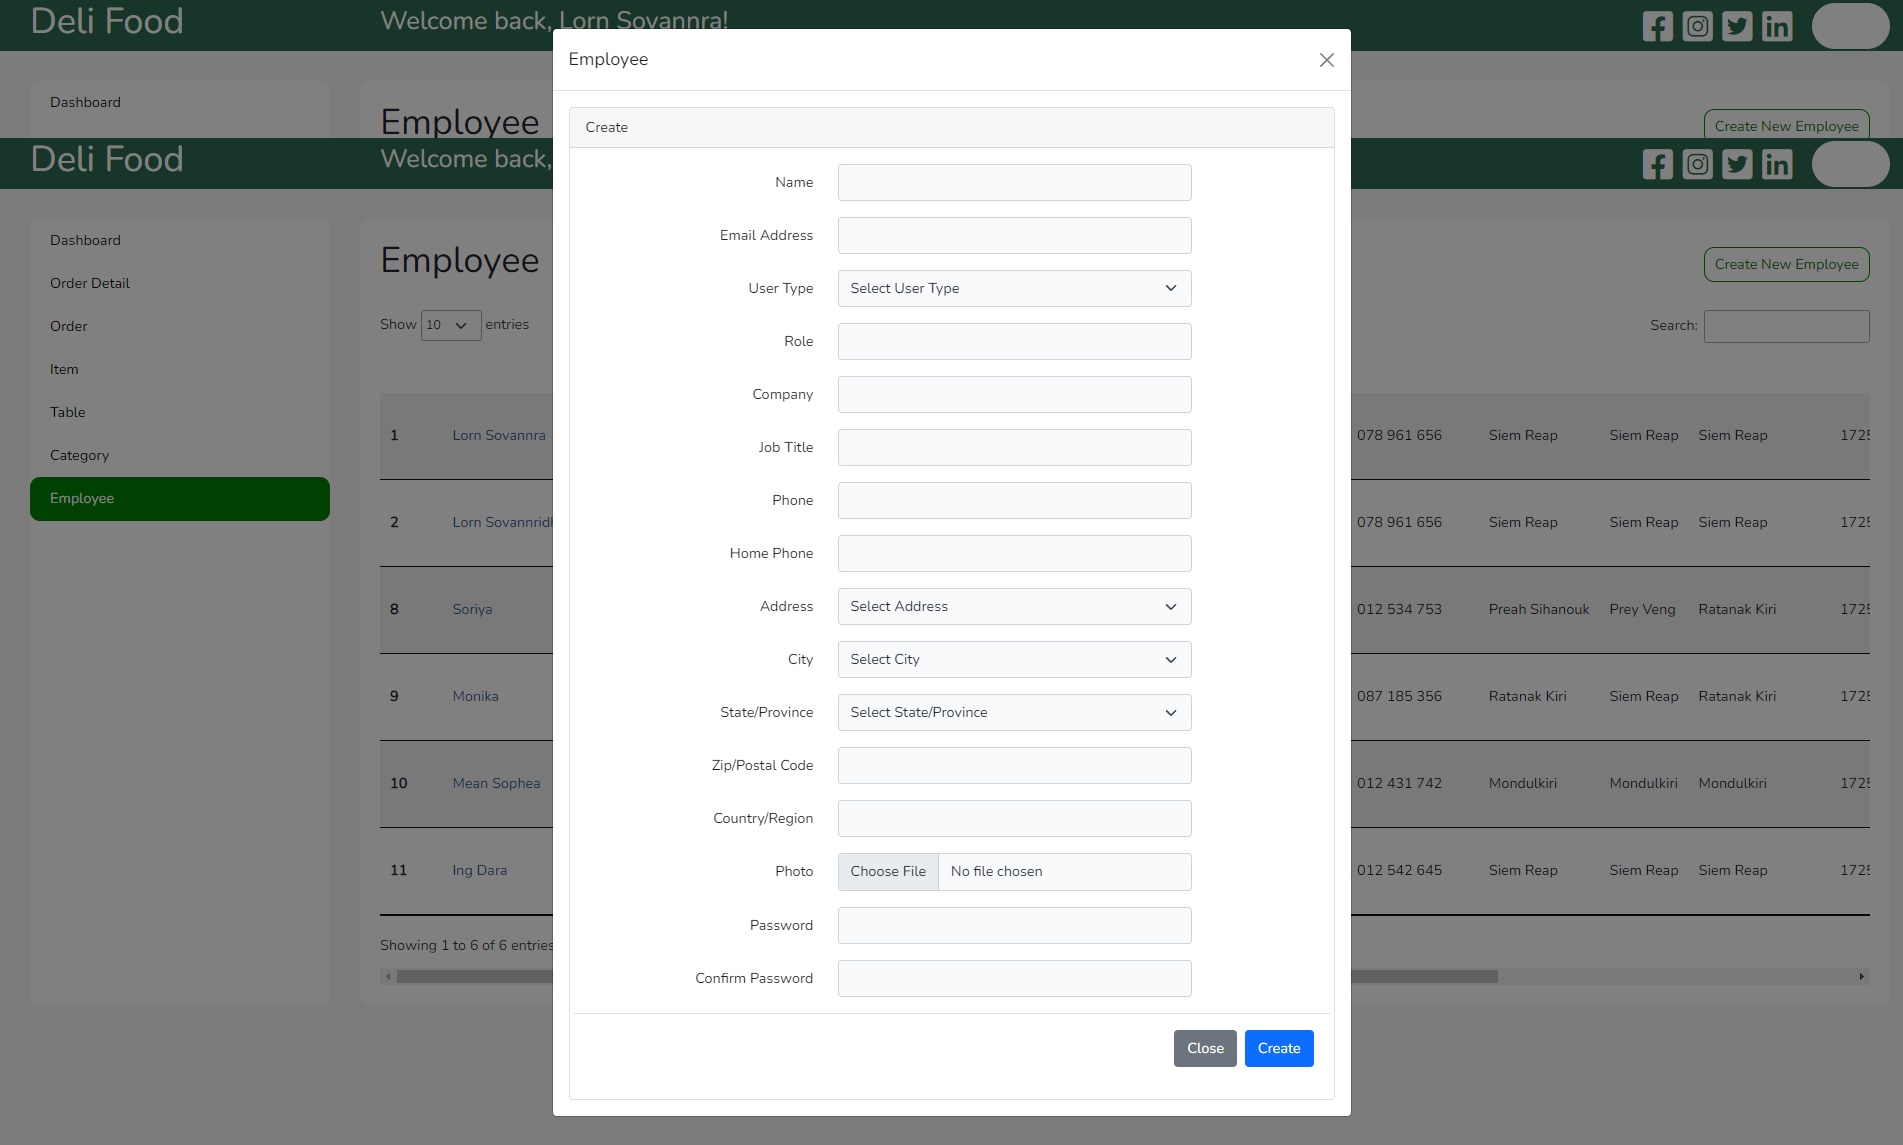 Deli Food
Welcome back, Lorn Sovannra!
Employee
Dashboard
Employee
Create New Employee
Create
Deli Food
Welcome back,
Name
Email Address
User Type
Select User Type
Role
Company
Job Title
Phone
Home Phone
Address
Select Address
City
Select City
State/Province
Select State/Province
Zip/Postal Code
Country/Region
Photo
Choose File
No file chosen
Password
Confirm Password
Close
Create
Dashboard
Order Detail
Order
Item
Table
Category
Employee
Employee
Create New Employee
Show 10 entries
Search:
1 Lorn Sovannra 078 961 656 Siem Reap Siem Reap Siem Reap 1725
2 Lorn Sovannrid 078 961 656 Siem Reap Siem Reap Siem Reap 1725
8 Soriya 012 534 753 Preah Sihanouk Prey Veng Ratanak Kiri 1725
9 Monika 087 185 356 Ratanak Kiri Siem Reap Ratanak Kiri 1725
10 Mean Sophea 012 431 742 Mondulkiri Mondulkiri Mondulkiri 1725
11 Ing Dara 012 542 645 Siem Reap Siem Reap Siem Reap 1725
Showing 1 to 6 of 6 entries